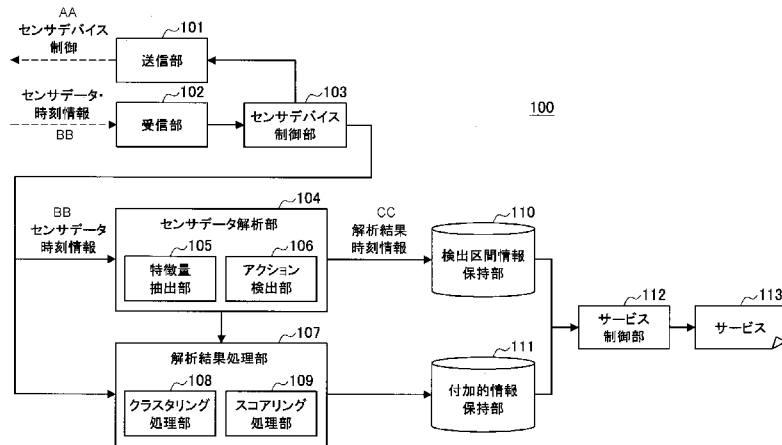 AA
センサデバイス
制御
101
送信部
センサデータ・
時刻情報
BB
102
受信部
103
センサデバイス
制御部
100
BB
センサデータ
時刻情報
104
センサデータ解析部
105
特徴量
抽出部
106
アクション
検出部
CC
解析結果
時刻情報
110
検出区間情報
保持部
107
解析結果処理部
108
クラスタリング
処理部
109
スコアリング
処理部
111
付加的情報
保持部
112
サービス
制御部
113
サービス